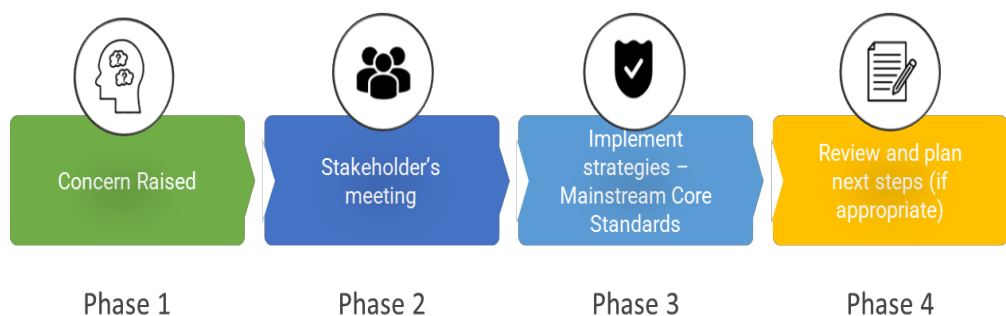 Concern Raised
Stakeholder’s
meeting
Implement
strategies –
Mainstream Core
Standards
Review and plan
next steps (if
appropriate)
Phase 1
Phase 2
Phase 3
Phase 4